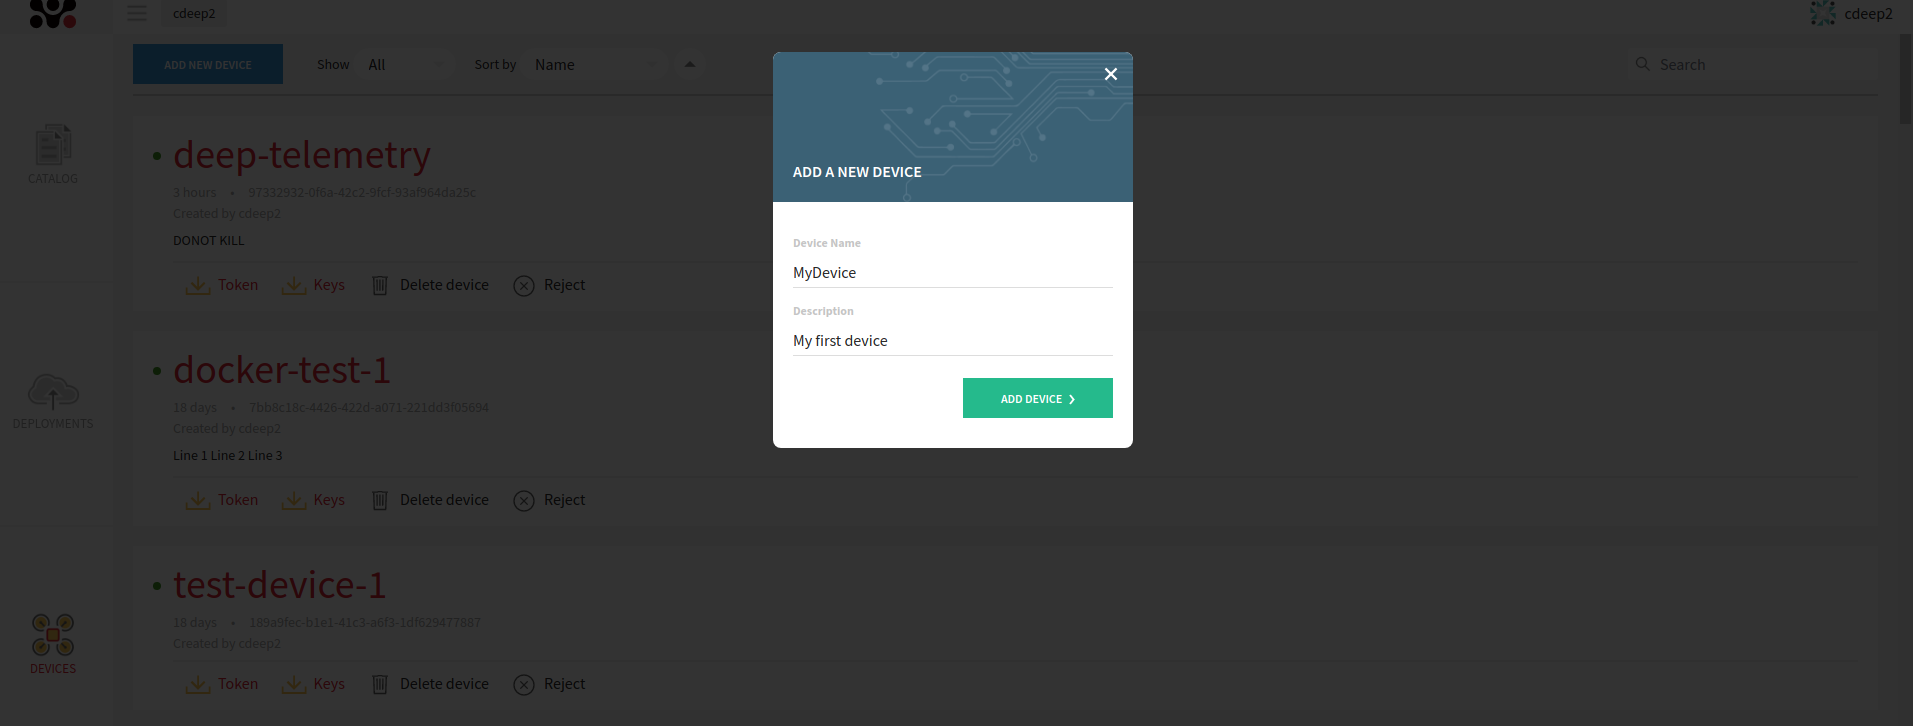 cdeep2
cdeep2
ADD NEW DEVICE
Show All
Sort by Name
Search
CATALOG
DEPLOYMENTS
DEVICES
deep-telemetry
3 hours • 97332932-0f6a-42c2-9fcf-93af964da25c
Created by cdeep2
DONOT KILL
Token Keys Delete device Reject
docker-test-1
18 days • 7bb8c18c-4426-422d-a071-221dd3f05694
Created by cdeep2
Line 1 Line 2 Line 3
Token Keys Delete device Reject
test-device-1
18 days • 189a9fec-b1e1-41c3-a6f3-1df629477887
Created by cdeep2
Token Keys Delete device Reject
ADD A NEW DEVICE
Device Name
MyDevice
Description
My first device
ADD DEVICE